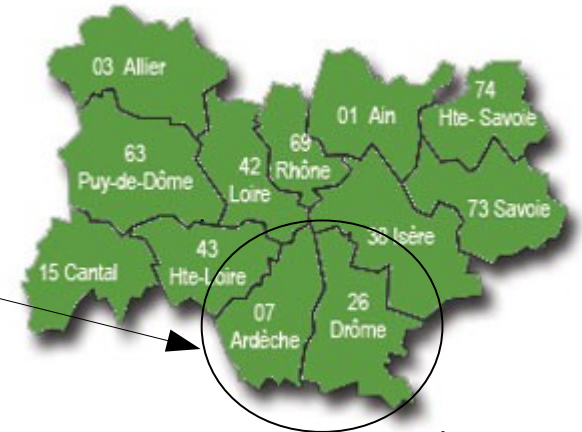 03 Allier
74
Hte- Savoie
01 Ain
69
Rhône
63
Puy-de-Dôme
42
Loire
73 Savoie
38 Isère
43
Hte-Loire
15 Cantal
26
Drôme
07
Ardèche